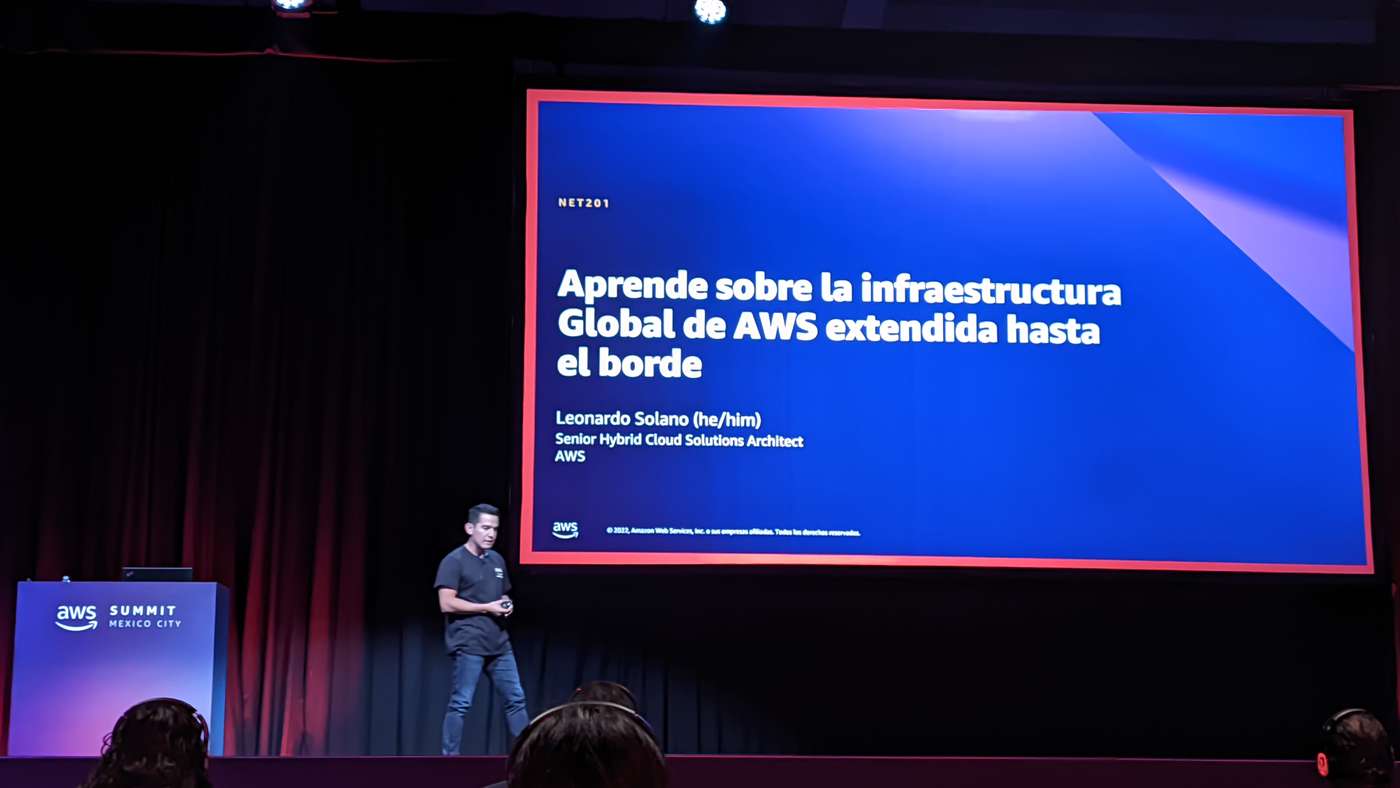 NET201
Aprende sobre la infraestructura
Global de AWS extendida hasta
el borde
Leonardo Solano (he/him)
Senior Hybrid Cloud Solutions Architect
AWS
aws
© 2022, Amazon Web Services, Inc. o sus empresas afiliadas. Todos los derechos reservados.
aws SUMMIT
MEXICO CITY